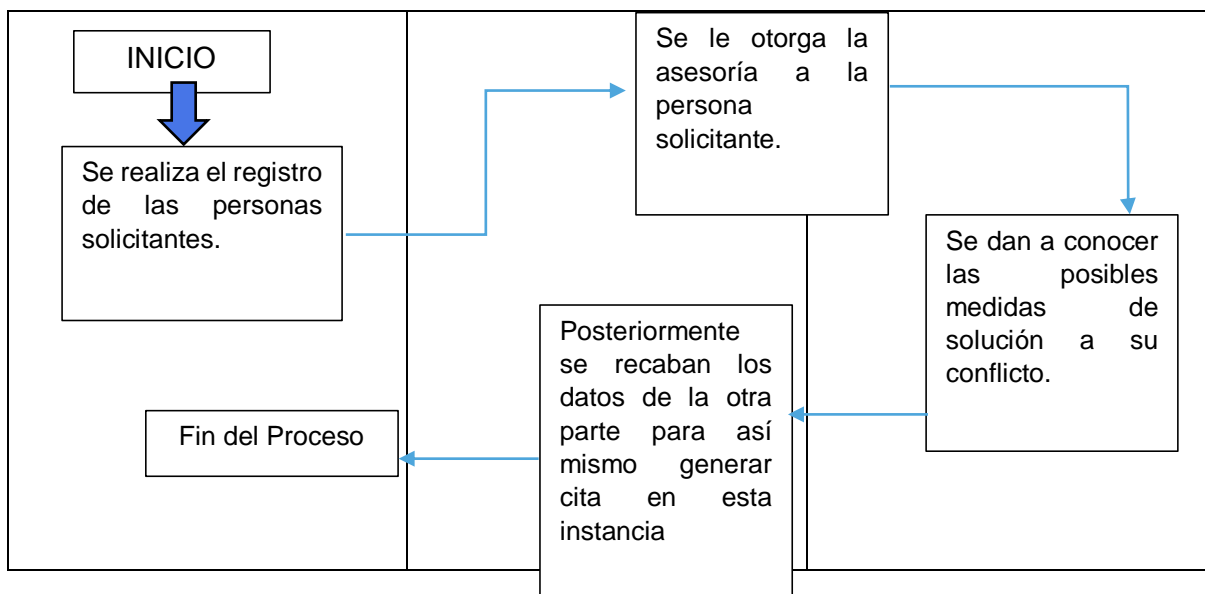 INICIO
Se realiza el registro
de las personas
solicitantes.
Se le otorga la
asesoría a la
persona
solicitante.
Se dan a conocer
las posibles
medidas de
solución a su
conflicto.
Posteriormente
se recaban los
datos de la otra
parte para así
mismo generar
cita en esta
instancia
Fin del Proceso